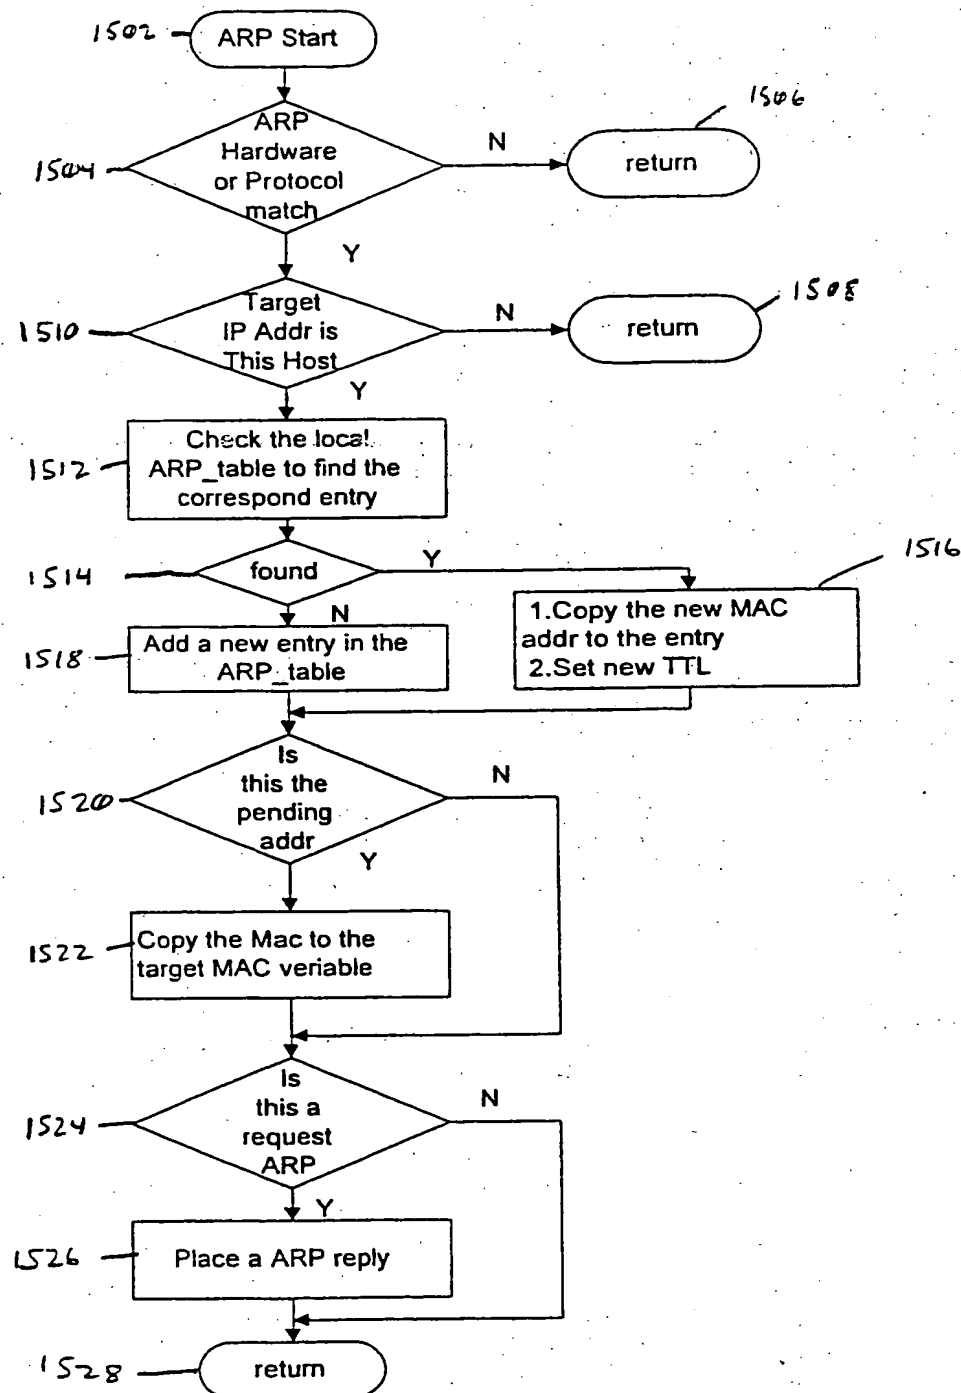 1502
ARP Start
1504
ARP
Hardware
or Protocol
match
N
1506
return
Y
1510
Target
IP Addr is
This Host
N
1508
return
Y
1512
Check the local
ARP_table to find the
correspond entry
1514
found
Y
1516
1.Copy the new MAC
addr to the entry
2.Set new TTL
N
1518
Add a new entry in the
ARP_table
1520
Is
this the
pending
addr
N
Y
1522
Copy the Mac to the
target MAC veriable
1524
Is
this a
request
ARP
N
Y
1526
Place a ARP reply
1528
return